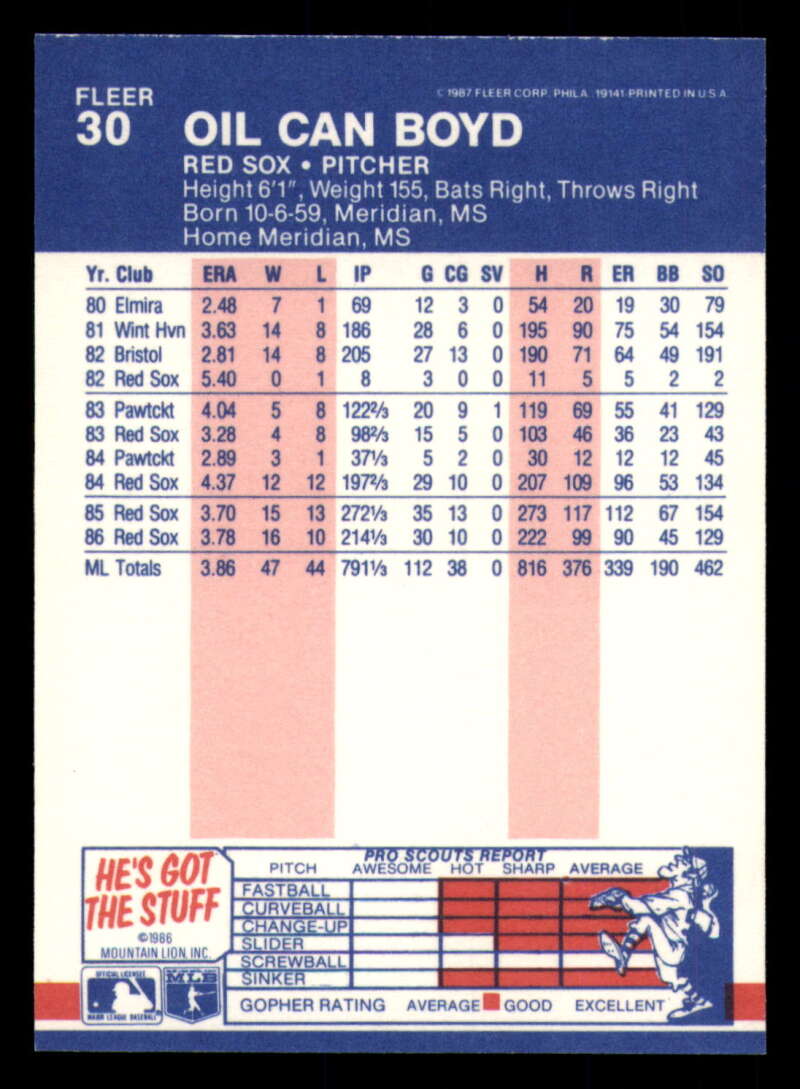 FLEER
© 1987 FLEER CORP. PHILA. 19141 PRINTED IN U.S.A.
30 OIL CAN BOYD
RED SOX • PITCHER
Height 6'1", Weight 155, Bats Right, Throws Right
Born 10-6-59, Meridian, MS
Home Meridian, MS
Yr. Club ERA W L IP G CG SV H R ER BB SO
80 Elmira 2.48 7 1 69 12 3 0 54 20 19 30 79
81 Wint Hvn 3.63 14 8 186 28 6 0 195 90 75 54 154
82 Bristol 2.81 14 8 205 27 13 0 190 71 64 49 191
82 Red Sox 5.40 0 1 8 3 0 0 11 5 5 2 2
83 Pawtckt 4.04 5 8 122⅔ 20 9 1 119 69 55 41 129
83 Red Sox 3.28 4 8 98⅔ 15 5 0 103 46 36 23 43
84 Pawtckt 2.89 3 1 37⅓ 5 2 0 30 12 12 12 45
84 Red Sox 4.37 12 12 197⅔ 29 10 0 207 109 96 53 134
85 Red Sox 3.70 15 13 272⅓ 35 13 0 273 117 112 67 154
86 Red Sox 3.78 16 10 214⅓ 30 10 0 222 99 90 45 129
ML Totals 3.86 47 44 791⅓ 112 38 0 816 376 339 190 462
HE'S GOT
THE STUFF
©1986
MOUNTAIN LION, INC.
OFFICIAL LICENSEE
MAJOR LEAGUE BASEBALL
MLB
PRO SCOUTS REPORT
PITCH AWESOME HOT SHARP AVERAGE
FASTBALL
CURVEBALL
CHANGE-UP
SLIDER
SCREWBALL
SINKER
GOPHER RATING AVERAGE GOOD EXCELLENT